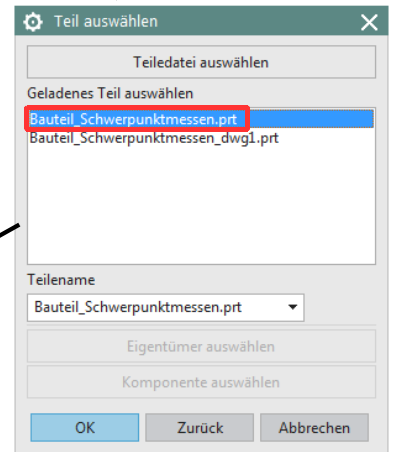 Teil auswählen
Teiledatei auswählen
Geladenes Teil auswählen
Bauteil_Schwerpunktmessen.prt
Bauteil_Schwerpunktmessen_dwg1.prt
Teilename
Bauteil_Schwerpunktmessen.prt
Eigentümer auswählen
Komponente auswählen
OK Zurück Abbrechen